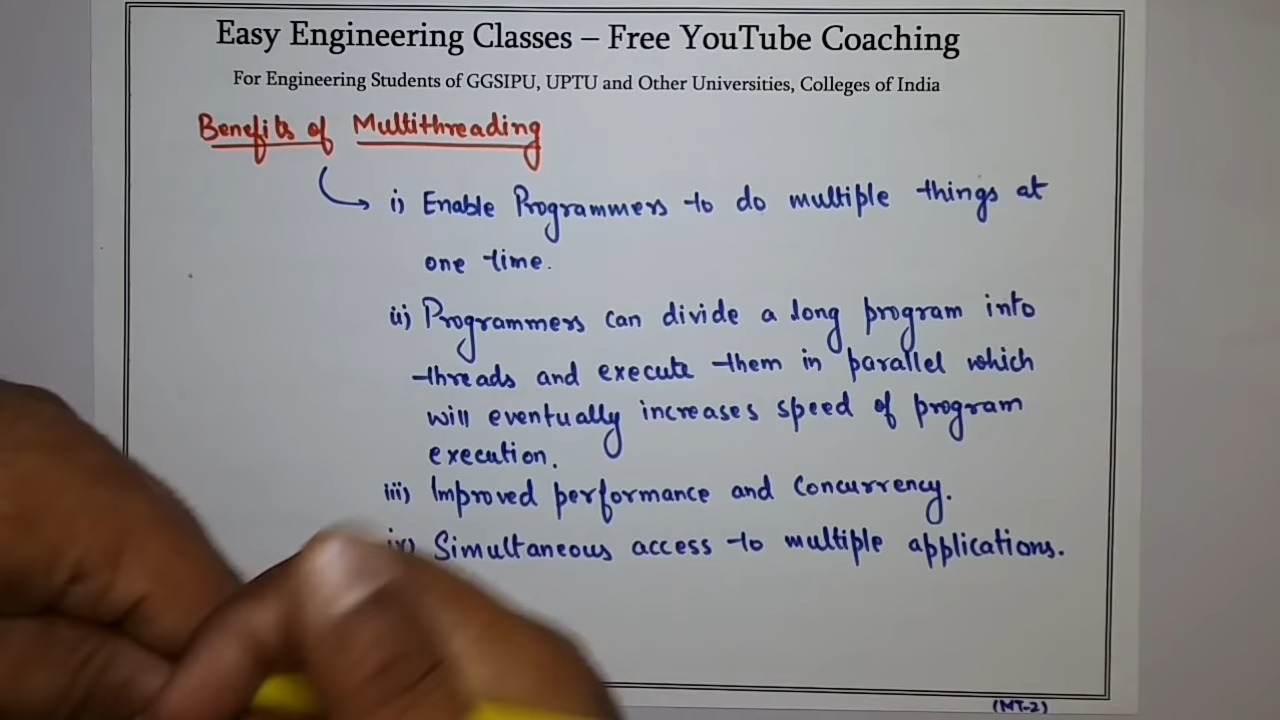 Easy Engineering Classes – Free YouTube Coaching
For Engineering Students of GGSIPU, UPTU and Other Universities, Colleges of India
Benefits of Multithreading
i) Enable Programmers to do multiple things at
one time.
ii) Programmers can divide a long program into
threads and execute them in parallel which
will eventually increases speed of program
execution.
iii) Improved performance and Concurrency.
iv) Simultaneous access to multiple applications.
(MT-2)